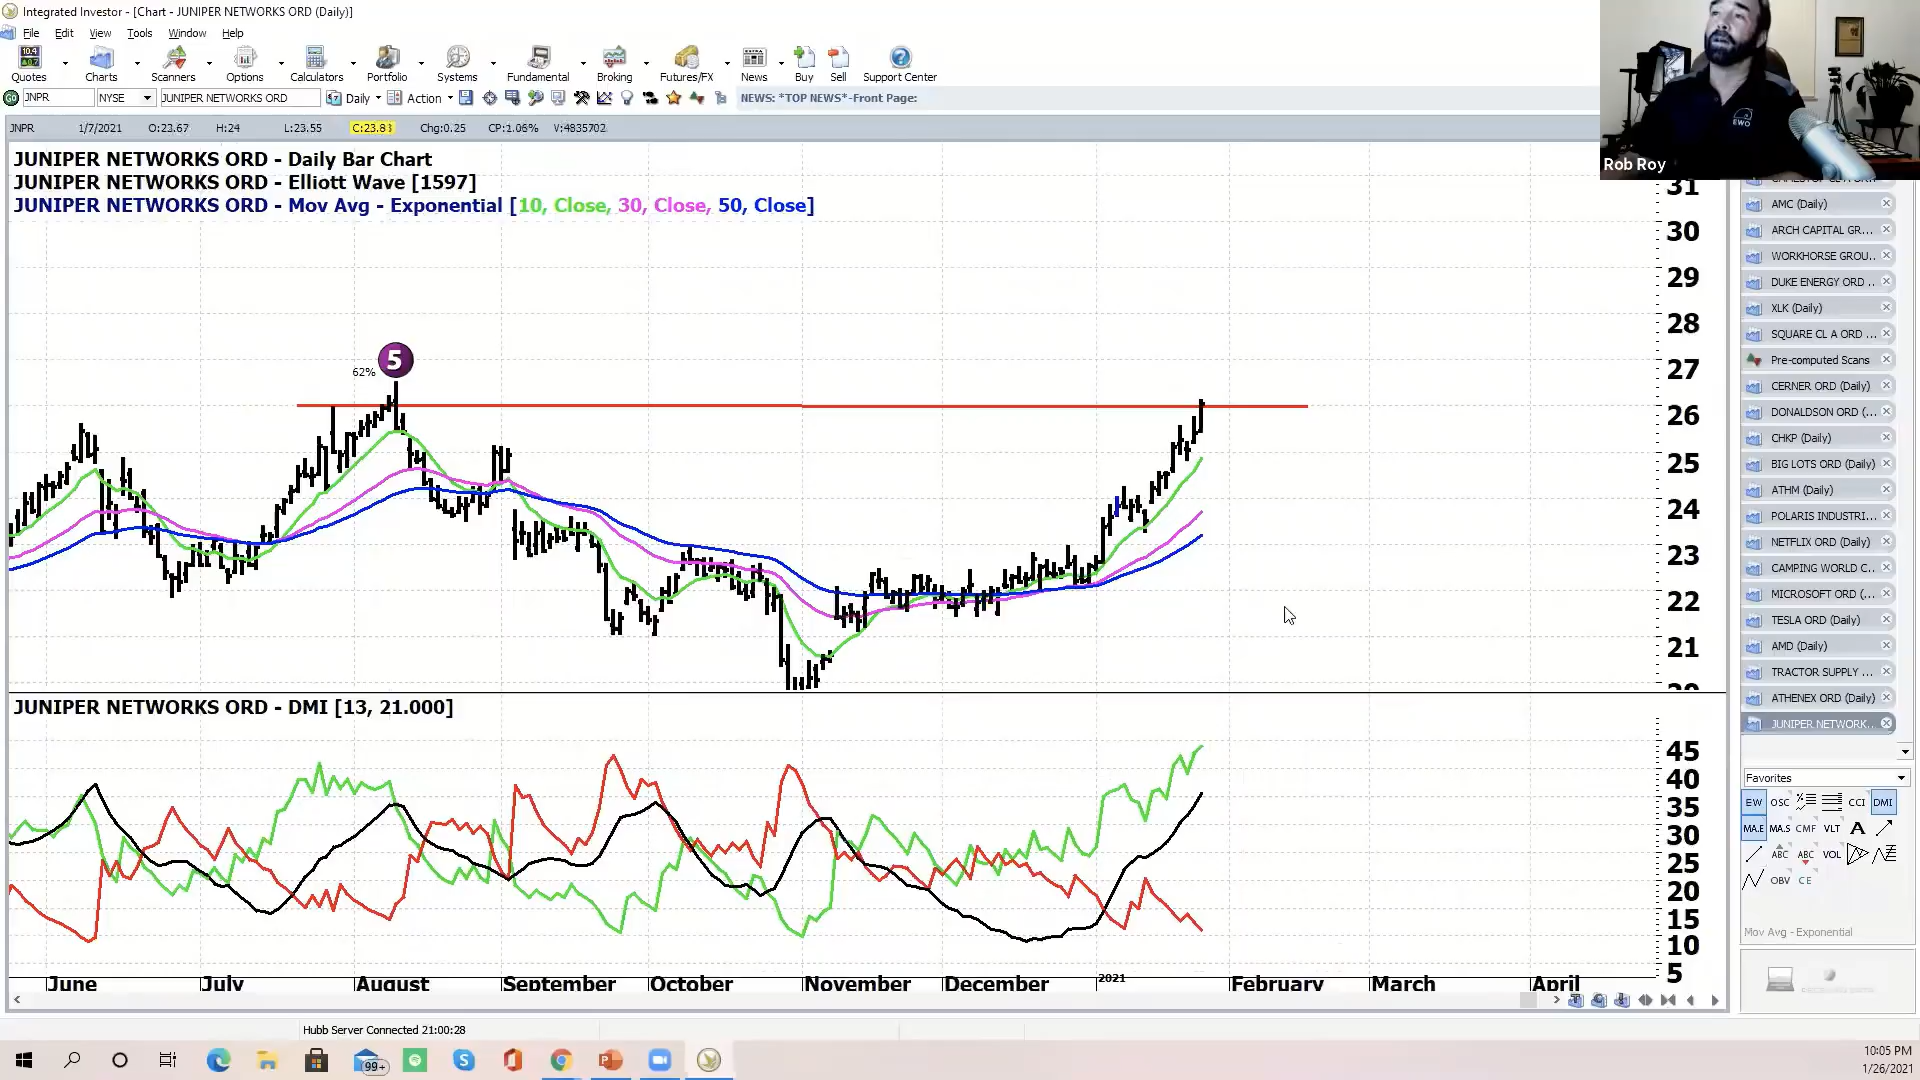 Integrated Investor - [Chart - JUNIPER NETWORKS ORD (Daily)]
File Edit View Tools Window Help
Quotes Charts Scanners Options Calculators Portfolio Systems Fundamental Broking Futures/FX News Buy Sell Support Center
JNPR NYSE JUNIPER NETWORKS ORD Daily Action NEWS: *TOP NEWS*-Front Page:
JNPR 1/7/2021 O:23.67 H:24 L:23.55 C:23.83 Chg:0.25 CP:1.06% V:4835702
EWO
Rob Roy
JUNIPER NETWORKS ORD - Daily Bar Chart
JUNIPER NETWORKS ORD - Elliott Wave [1597]
JUNIPER NETWORKS ORD - Mov Avg - Exponential [10, Close, 30, Close, 50, Close]
5
62%
31
30
29
28
27
26
25
24
23
22
21
JUNIPER NETWORKS ORD - DMI [13, 21.000]
45
40
35
30
25
20
15
10
5
June July August September October November December 2021 February March April
AMC (Daily)
ARCH CAPITAL GR...
WORKHORSE GROU...
DUKE ENERGY ORD ...
XLK (Daily)
SQUARE CL A ORD ...
Pre-computed Scans
CERNER ORD (Daily)
DONALDSON ORD (...
CHKP (Daily)
BIG LOTS ORD (Daily)
ATHM (Daily)
POLARIS INDUSTRI...
NETFLIX ORD (Daily)
CAMPING WORLD C...
MICROSOFT ORD (...
TESLA ORD (Daily)
AMD (Daily)
TRACTOR SUPPLY ...
ATHENEX ORD (Daily)
JUNIPER NETWORK...
Favorites
EW OSC CCI DMI
MA.E MA.S CMF VLT A
ABC ABC VOL
OBV CE
Mov Avg - Exponential
Hubb Server Connected 21:00:28
99+
10:05 PM
1/26/2021